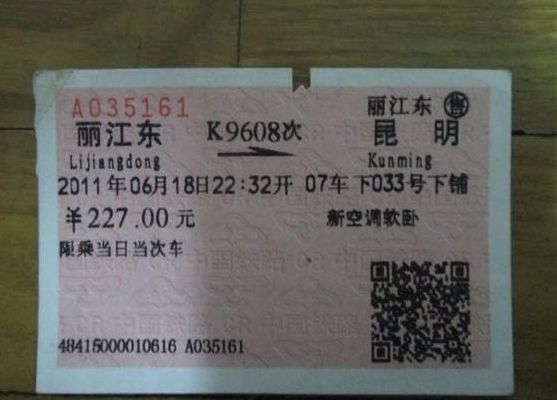 A035161 丽江东 售
丽江东 K9608次 昆明
Lijiangdong Kunming
2011年06月18日22:32开 07车下033号下铺
¥227.00元 新空调软卧
限乘当日当次车
48415000010616 A035161